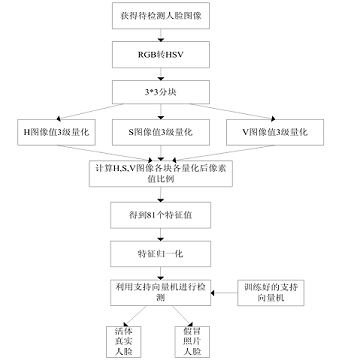 获得待检测人脸图像
RGB转HSV
3*3分块
H图像值3级量化
S图像值3级量化
V图像值3级量化
计算H,S,V图像各块各量化后像素
值比例
得到81个特征值
特征归一化
利用支持向量机进行检
测
训练好的支持
向量机
活体
真实
人脸
假冒
照片
人脸